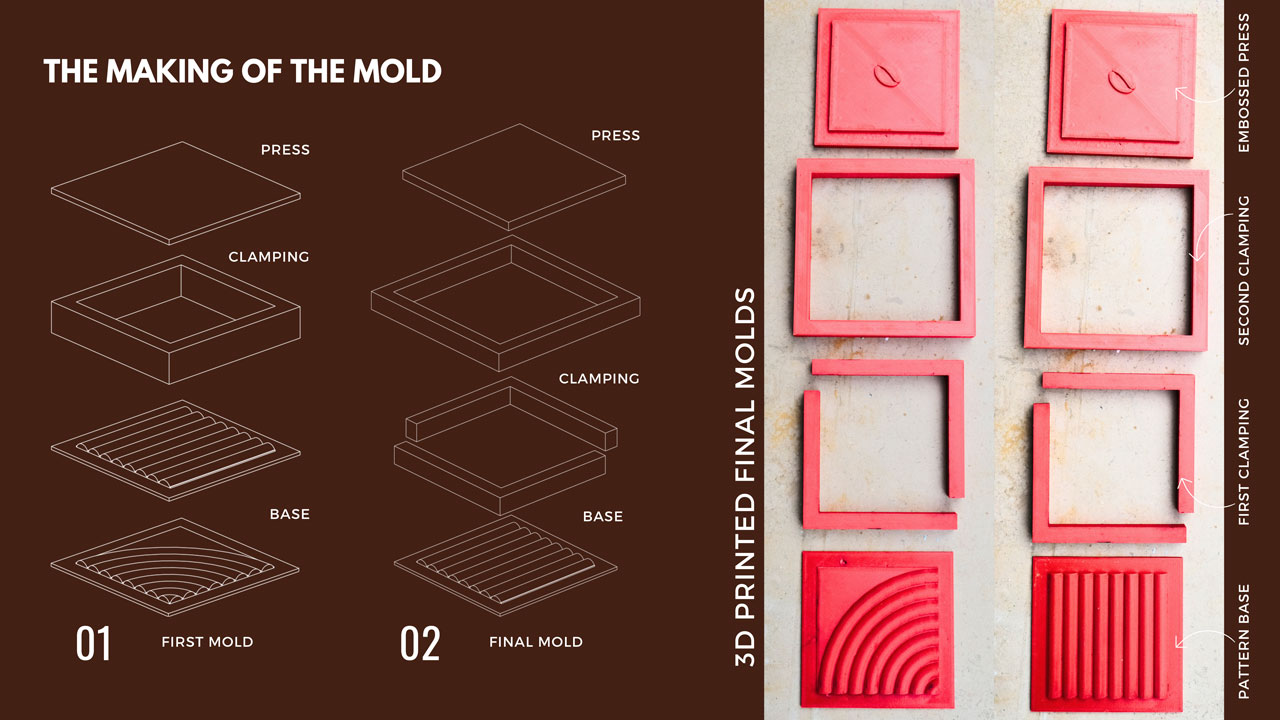 THE MAKING OF THE MOLD
PRESS
CLAMPING
BASE
01
FIRST MOLD
PRESS
CLAMPING
BASE
02
FINAL MOLD
3D PRINTED FINAL MOLDS
EMBOSSED PRESS
SECOND CLAMPING
FIRST CLAMPING
PATTERN BASE